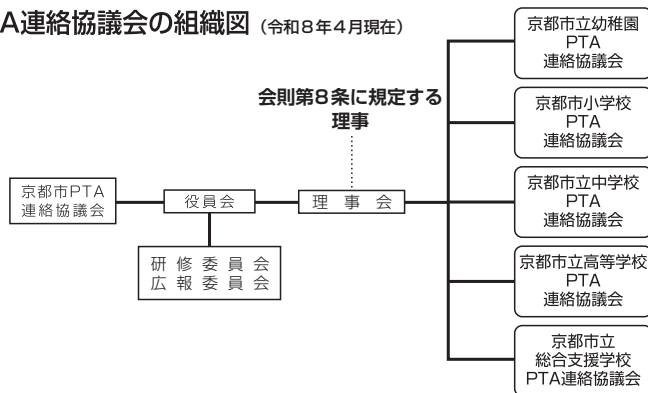 A連絡協議会の組織図(令和8年4月現在)
会則第8条に規定する
理事
京都市PTA
連絡協議会
役員会
理事会
研修委員会
広報委員会
京都市立幼稚園
PTA
連絡協議会
京都市小学校
PTA
連絡協議会
京都市立中学校
PTA
連絡協議会
京都市立高等学校
PTA
連絡協議会
京都市立
総合支援学校
PTA連絡協議会